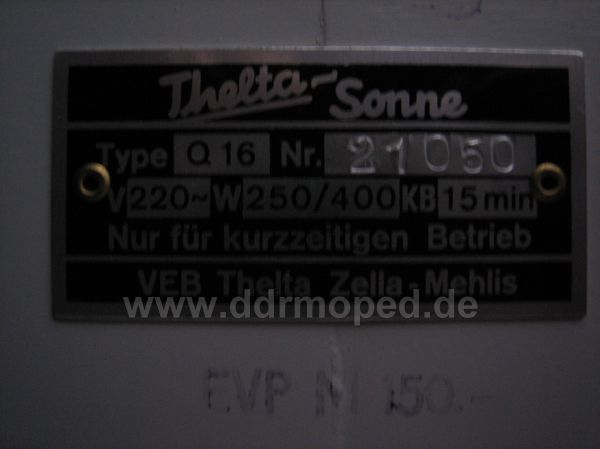 Thelta-Sonne
Type Q 16 Nr. 21050
V 220~ W 250/400 KB 15 min
Nur für kurzzeitigen Betrieb
VEB Thelta Zella-Mehlis
www.ddrmoped.de
EVP M 150.-